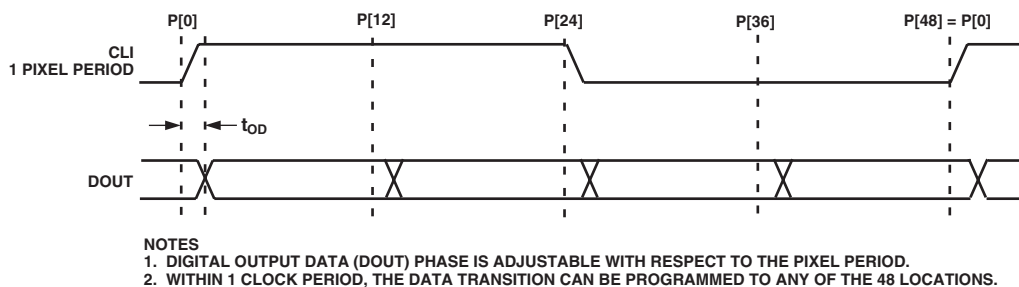 P[0] P[12] P[24] P[36] P[48] = P[0]
CLI
1 PIXEL PERIOD
tOD
DOUT
NOTES
1. DIGITAL OUTPUT DATA (DOUT) PHASE IS ADJUSTABLE WITH RESPECT TO THE PIXEL PERIOD.
2. WITHIN 1 CLOCK PERIOD, THE DATA TRANSITION CAN BE PROGRAMMED TO ANY OF THE 48 LOCATIONS.